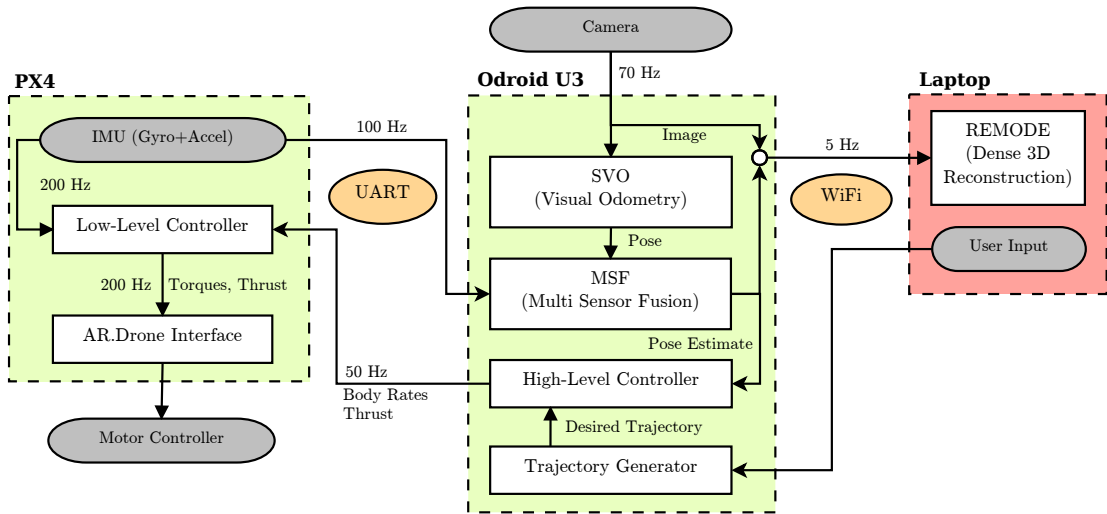 Camera
PX4
Odroid U3
70 Hz
Laptop
IMU (Gyro+Accel)
100 Hz
Image
5 Hz
REMODE
(Dense 3D
Reconstruction)
200 Hz
UART
SVO
(Visual Odometry)
WiFi
Low-Level Controller
Pose
User Input
200 Hz
Torques, Thrust
MSF
(Multi Sensor Fusion)
AR.Drone Interface
Pose Estimate
50 Hz
Body Rates
Thrust
High-Level Controller
Desired Trajectory
Motor Controller
Trajectory Generator